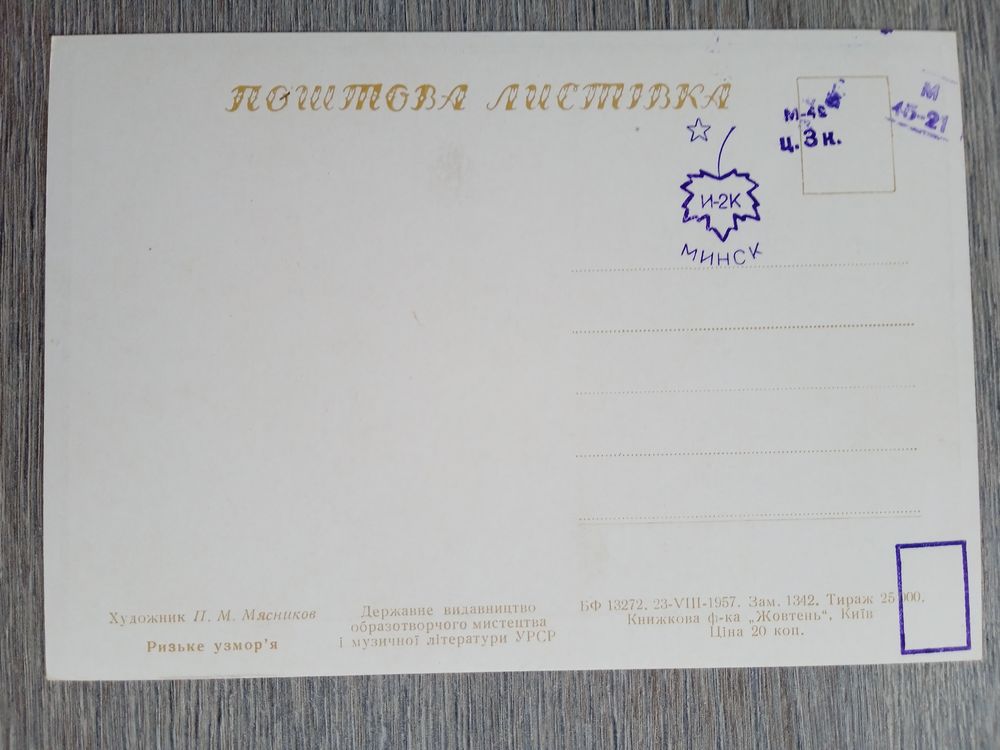 ПОШТОВА ЛИСТІВКА
М-48
ц. 3 к.
М
45-21
И-2К
МИНСК
Художник П. М. Мясников
Ризьке узмор'я
Державне видавництво
образотворчого мистецтва
і музичної літератури УРСР
БФ 13272. 23-VIII-1957. Зам. 1342. Тираж 25 000.
Книжкова ф-ка „Жовтень", Київ
Ціна 20 коп.